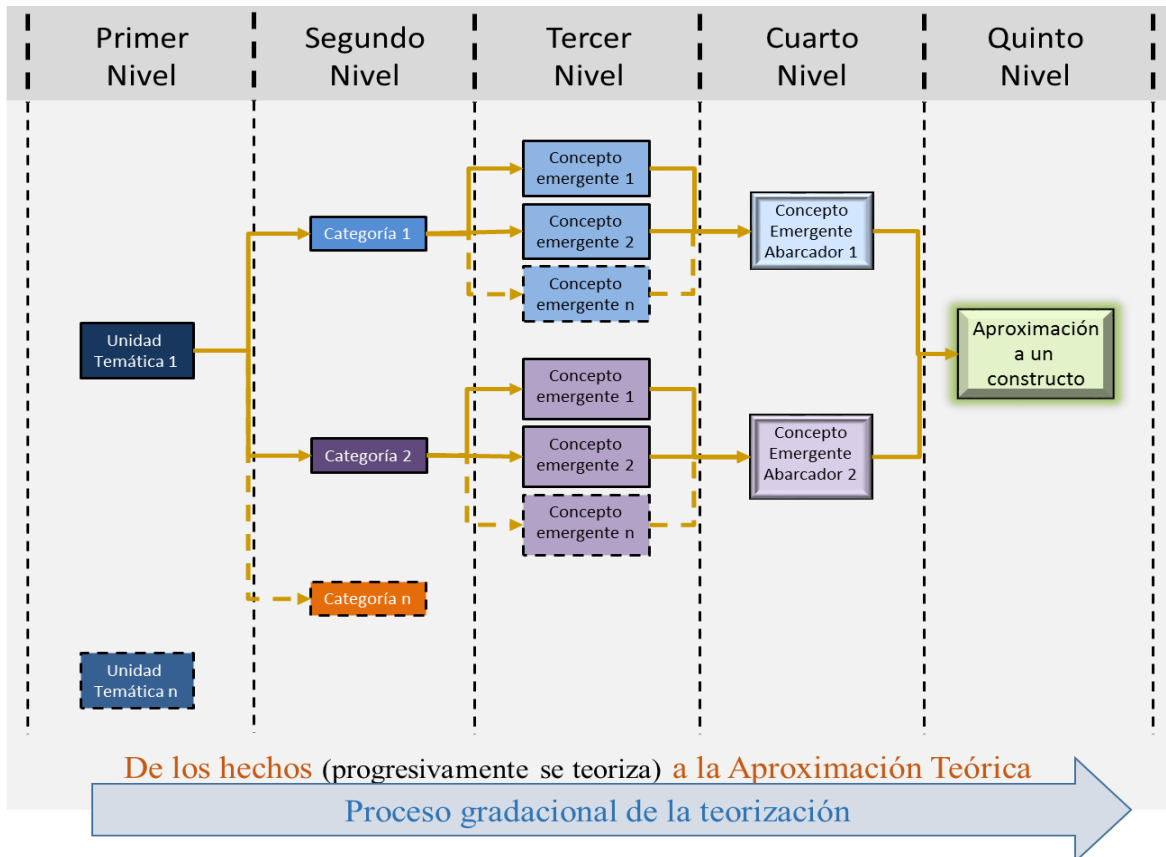 Primer
Nivel
Segundo
Nivel
Tercer
Nivel
Cuarto
Nivel
Quinto
Nivel
Unidad
Temática 1
Unidad
Temática n
Categoría 1
Categoría 2
Categoría n
Concepto
emergente 1
Concepto
emergente 2
Concepto
emergente n
Concepto
emergente 1
Concepto
emergente 2
Concepto
emergente n
Concepto
Emergente
Abarcador 1
Concepto
Emergente
Abarcador 2
Aproximación
a un
constructo
De los hechos (progresivamente se teoriza) a la Aproximación Teórica
Proceso gradacional de la teorización